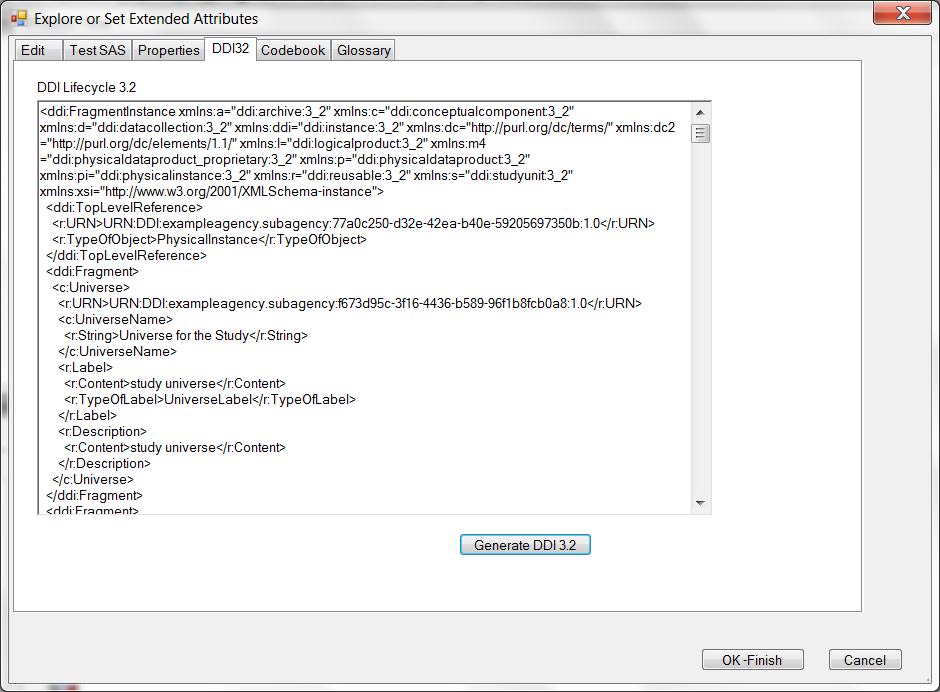 Explore or Set Extended Attributes
Edit Test SAS Properties DDI32 Codebook Glossary
DDI Lifecycle 3.2
<ddi:FragmentInstance xmlns:a="ddi:archive:3_2" xmlns:c="ddi:conceptualcomponent:3_2"
xmlns:d="ddi:datacollection:3_2" xmlns:ddi="ddi:instance:3_2" xmlns:dc="http://purl.org/dc/terms/" xmlns:dc2
="http://purl.org/dc/elements/1.1/" xmlns:l="ddi:logicalproduct:3_2" xmlns:m4
="ddi:physicaldataproduct_proprietary:3_2" xmlns:p="ddi:physicaldataproduct:3_2"
xmlns:pi="ddi:physicalinstance:3_2" xmlns:r="ddi:reusable:3_2" xmlns:s="ddi:studyunit:3_2"
xmlns:xsi="http://www.w3.org/2001/XMLSchema-instance">
<ddi:TopLevelReference>
<r:URN>URN:DDI:exampleagency.subagency:77a0c250-d32e-42ea-b40e-59205697350b:1.0</r:URN>
<r:TypeOfObject>PhysicalInstance</r:TypeOfObject>
</ddi:TopLevelReference>
<ddi:Fragment>
<c:Universe>
<r:URN>URN:DDI:exampleagency.subagency:f673d95c-3f16-4436-b589-96f1b8fcb0a8:1.0</r:URN>
<c:UniverseName>
<r:String>Universe for the Study</r:String>
</c:UniverseName>
<r:Label>
<r:Content>study universe</r:Content>
<r:TypeOfLabel>UniverseLabel</r:TypeOfLabel>
</r:Label>
<r:Description>
<r:Content>study universe</r:Content>
</r:Description>
</c:Universe>
</ddi:Fragment>
<ddi:Fragment>
Generate DDI 3.2
OK -Finish Cancel